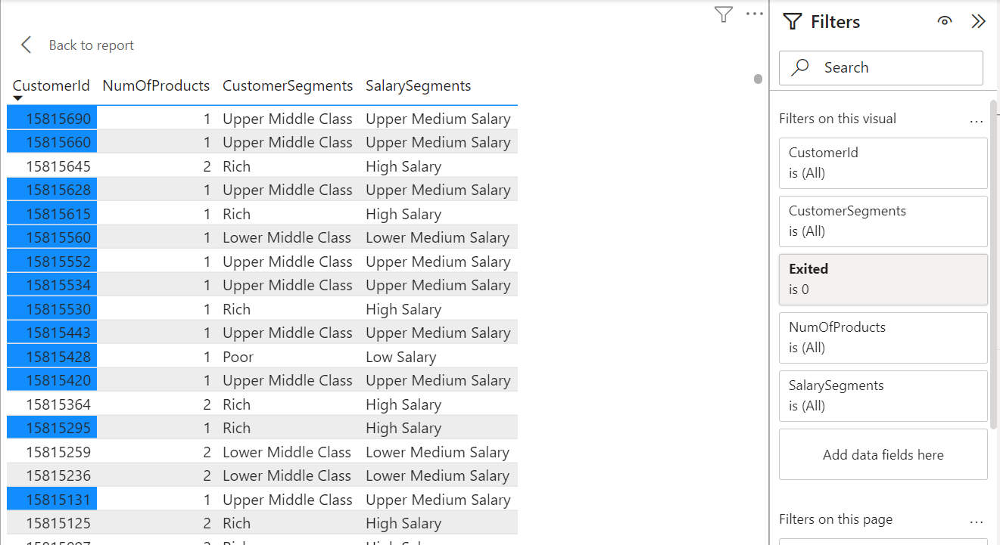 Back to report
CustomerId NumOfProducts CustomerSegments SalarySegments
15815690 1 Upper Middle Class Upper Medium Salary
15815660 1 Upper Middle Class Upper Medium Salary
15815645 2 Rich High Salary
15815628 1 Upper Middle Class Upper Medium Salary
15815615 1 Rich High Salary
15815560 1 Lower Middle Class Lower Medium Salary
15815552 1 Upper Middle Class Upper Medium Salary
15815534 1 Upper Middle Class Upper Medium Salary
15815530 1 Rich High Salary
15815443 1 Upper Middle Class Upper Medium Salary
15815428 1 Poor Low Salary
15815420 1 Upper Middle Class Upper Medium Salary
15815364 2 Rich High Salary
15815295 1 Rich High Salary
15815259 2 Lower Middle Class Lower Medium Salary
15815236 2 Lower Middle Class Lower Medium Salary
15815131 1 Upper Middle Class Upper Medium Salary
15815125 2 Rich High Salary
Filters
Search
Filters on this visual
CustomerId
is (All)
CustomerSegments
is (All)
Exited
is 0
NumOfProducts
is (All)
SalarySegments
is (All)
Add data fields here
Filters on this page